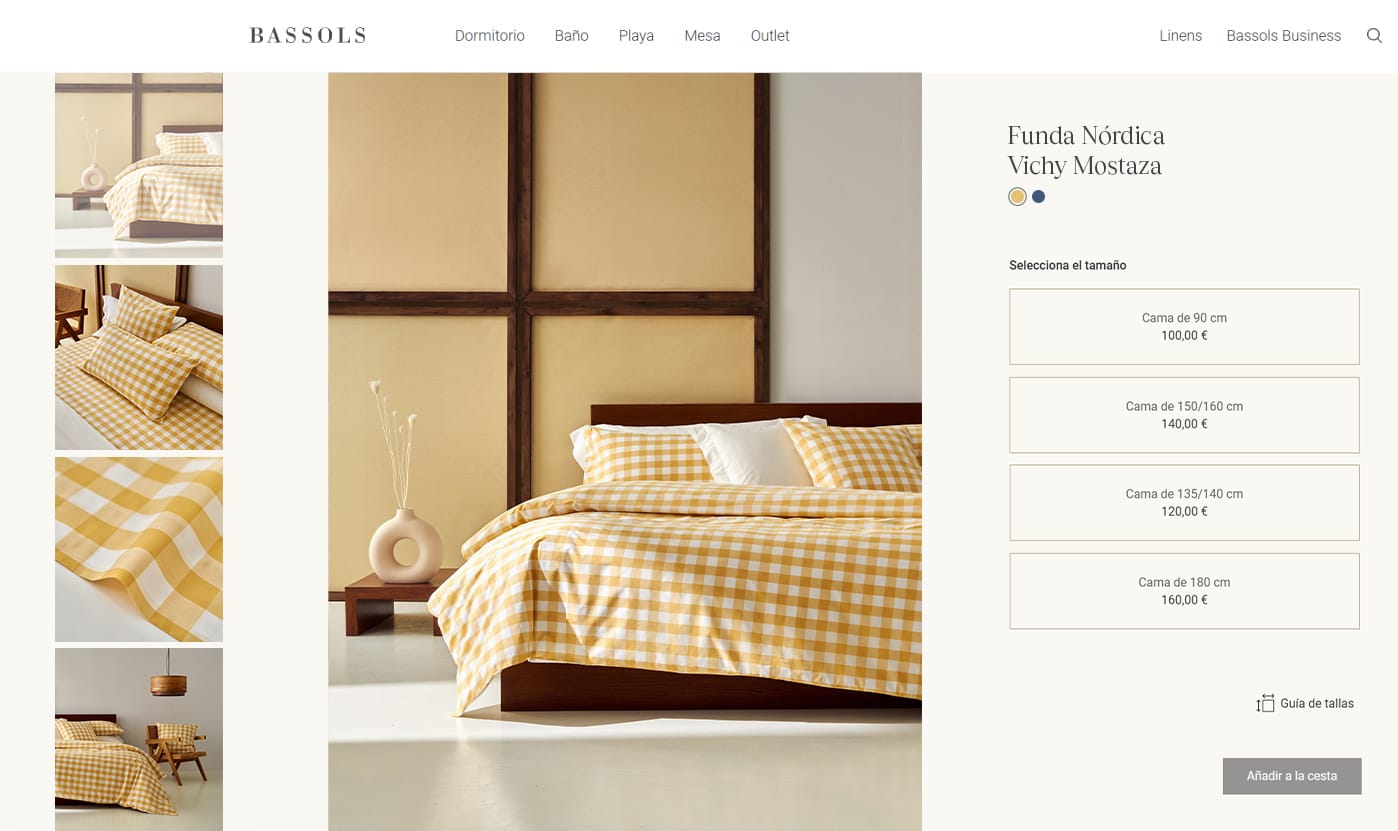 BASSOLS
Dormitorio Baño Playa Mesa Outlet
Linens Bassols Business
Funda Nórdica
Vichy Mostaza
Selecciona el tamaño
Cama de 90 cm
100,00 €
Cama de 150/160 cm
140,00 €
Cama de 135/140 cm
120,00 €
Cama de 180 cm
160,00 €
Guía de tallas
Añadir a la cesta